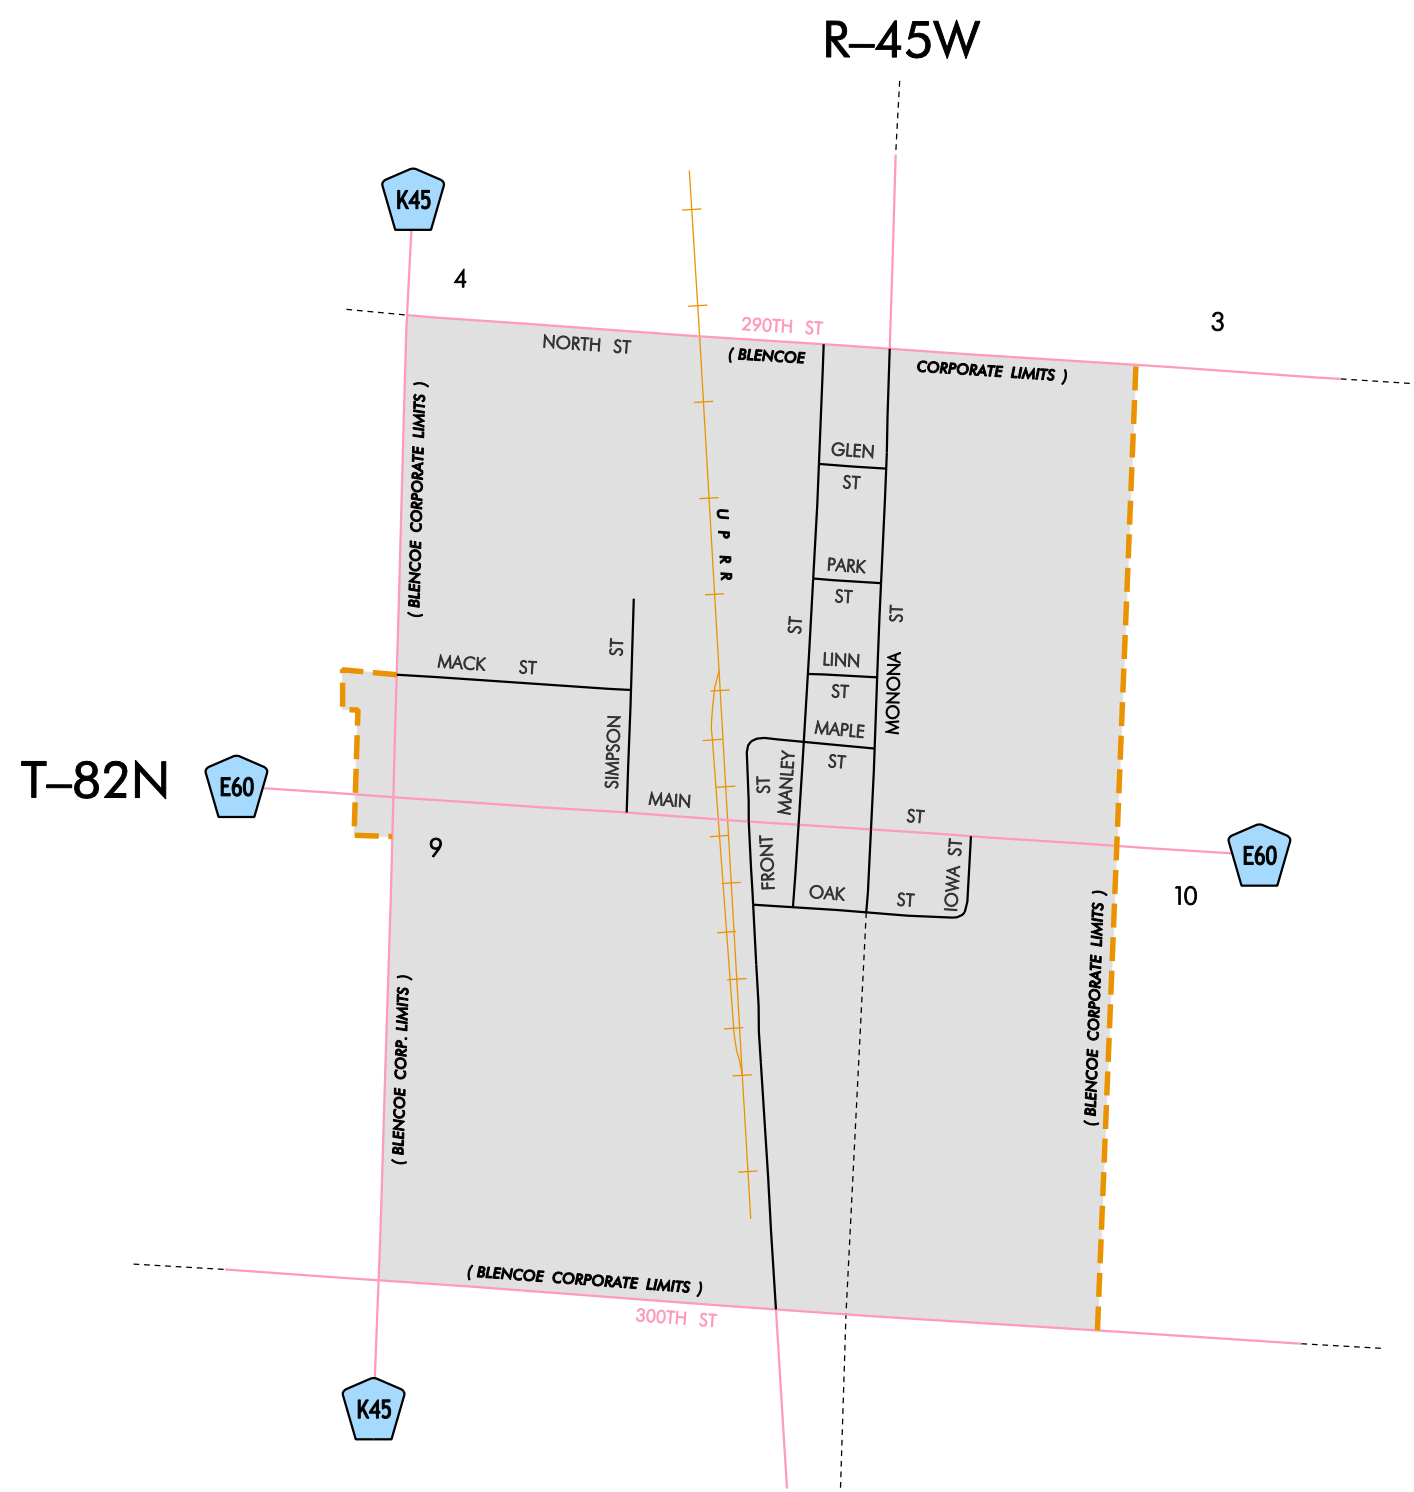 R–45W
K45
4
3
290TH ST
NORTH ST
( BLENCOE
CORPORATE LIMITS )
( BLENCOE CORPORATE LIMITS )
GLEN
ST
U P R R
PARK
ST
MONONA ST
MANLEY ST
LINN
ST
MACK ST
SIMPSON ST
MAPLE
ST
T–82N
E60
MAIN ST
FRONT ST
IOWA ST
E60
9
10
OAK ST
( BLENCOE CORPORATE LIMITS )
( BLENCOE CORP. LIMITS )
( BLENCOE CORPORATE LIMITS )
300TH ST
K45